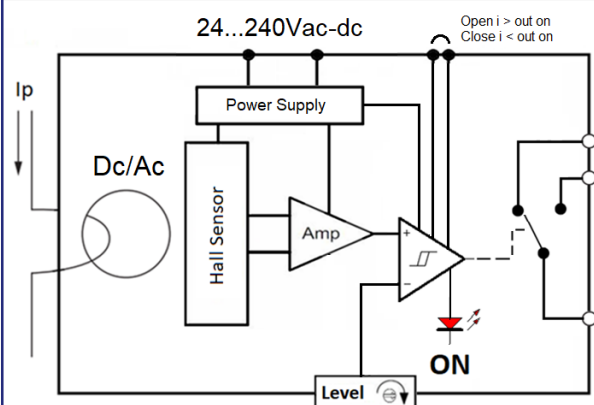 24...240Vac-dc
Open i > out on
Close i < out on
Ip
Power Supply
Dc/Ac
Hall Sensor
Amp
+
−
ON
Level